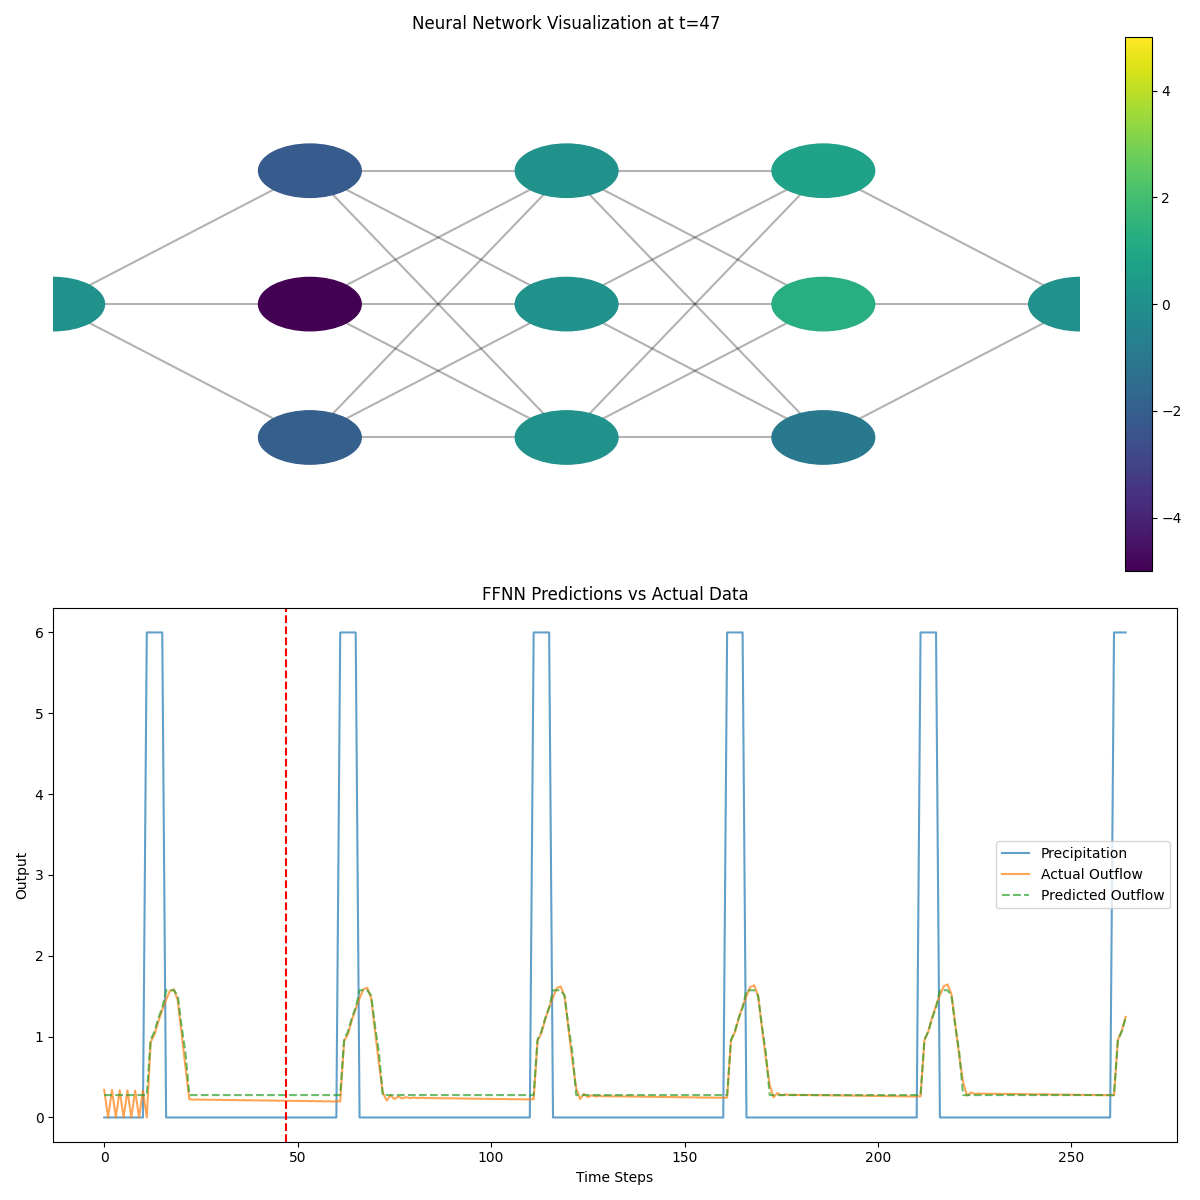 Neural Network Visualization at t=47
4
2
0
−2
−4
FFNN Predictions vs Actual Data
6
5
4
3
2
1
0
Output
Precipitation
Actual Outflow
Predicted Outflow
0 50 100 150 200 250
Time Steps